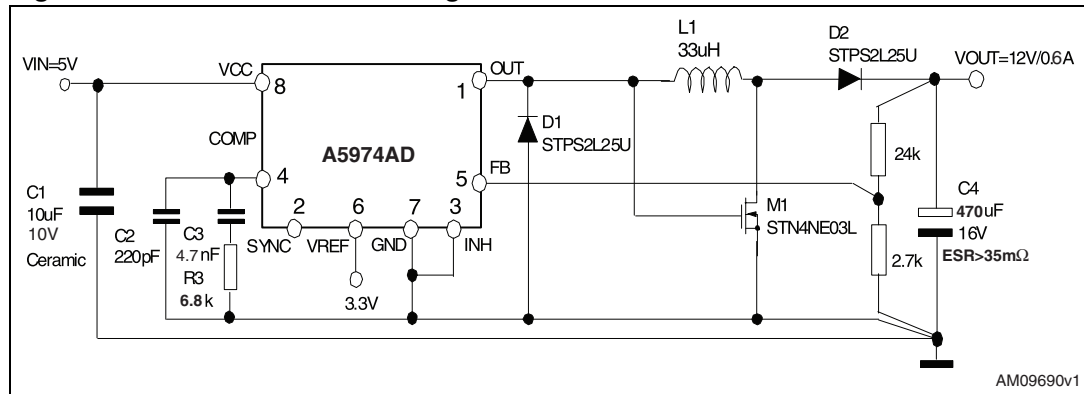 VIN=5V
VCC
8
COMP
4
A5974AD
OUT
1
5
FB
2
SYNC
6
VREF
7
GND
3
INH
3.3V
C1
10uF
10V
Ceramic
C2
220pF
C3
4.7nF
R3
6.8k
D1
STPS2L25U
L1
33uH
D2
STPS2L25U
VOUT=12V/0.6A
24k
2.7k
M1
STN4NE03L
C4
470uF
16V
ESR>35mΩ
AM09690v1